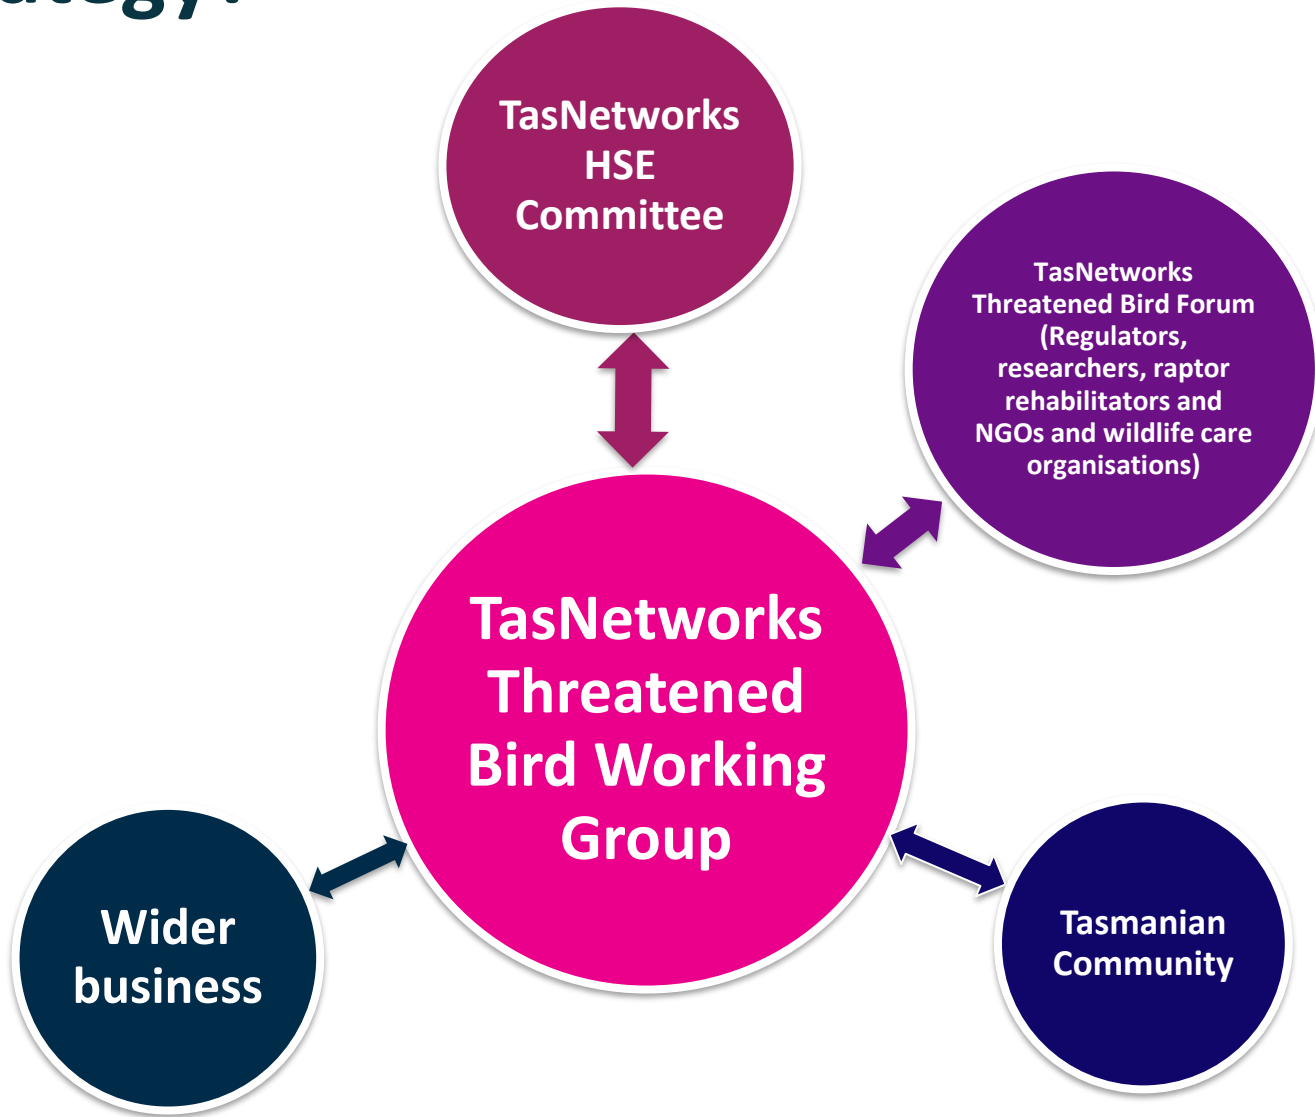 TasNetworks
HSE
Committee
TasNetworks
Threatened Bird Forum
(Regulators,
researchers, raptor
rehabilitators and
NGOs and wildlife care
organisations)
TasNetworks
Threatened
Bird Working
Group
Wider
business
Tasmanian
Community